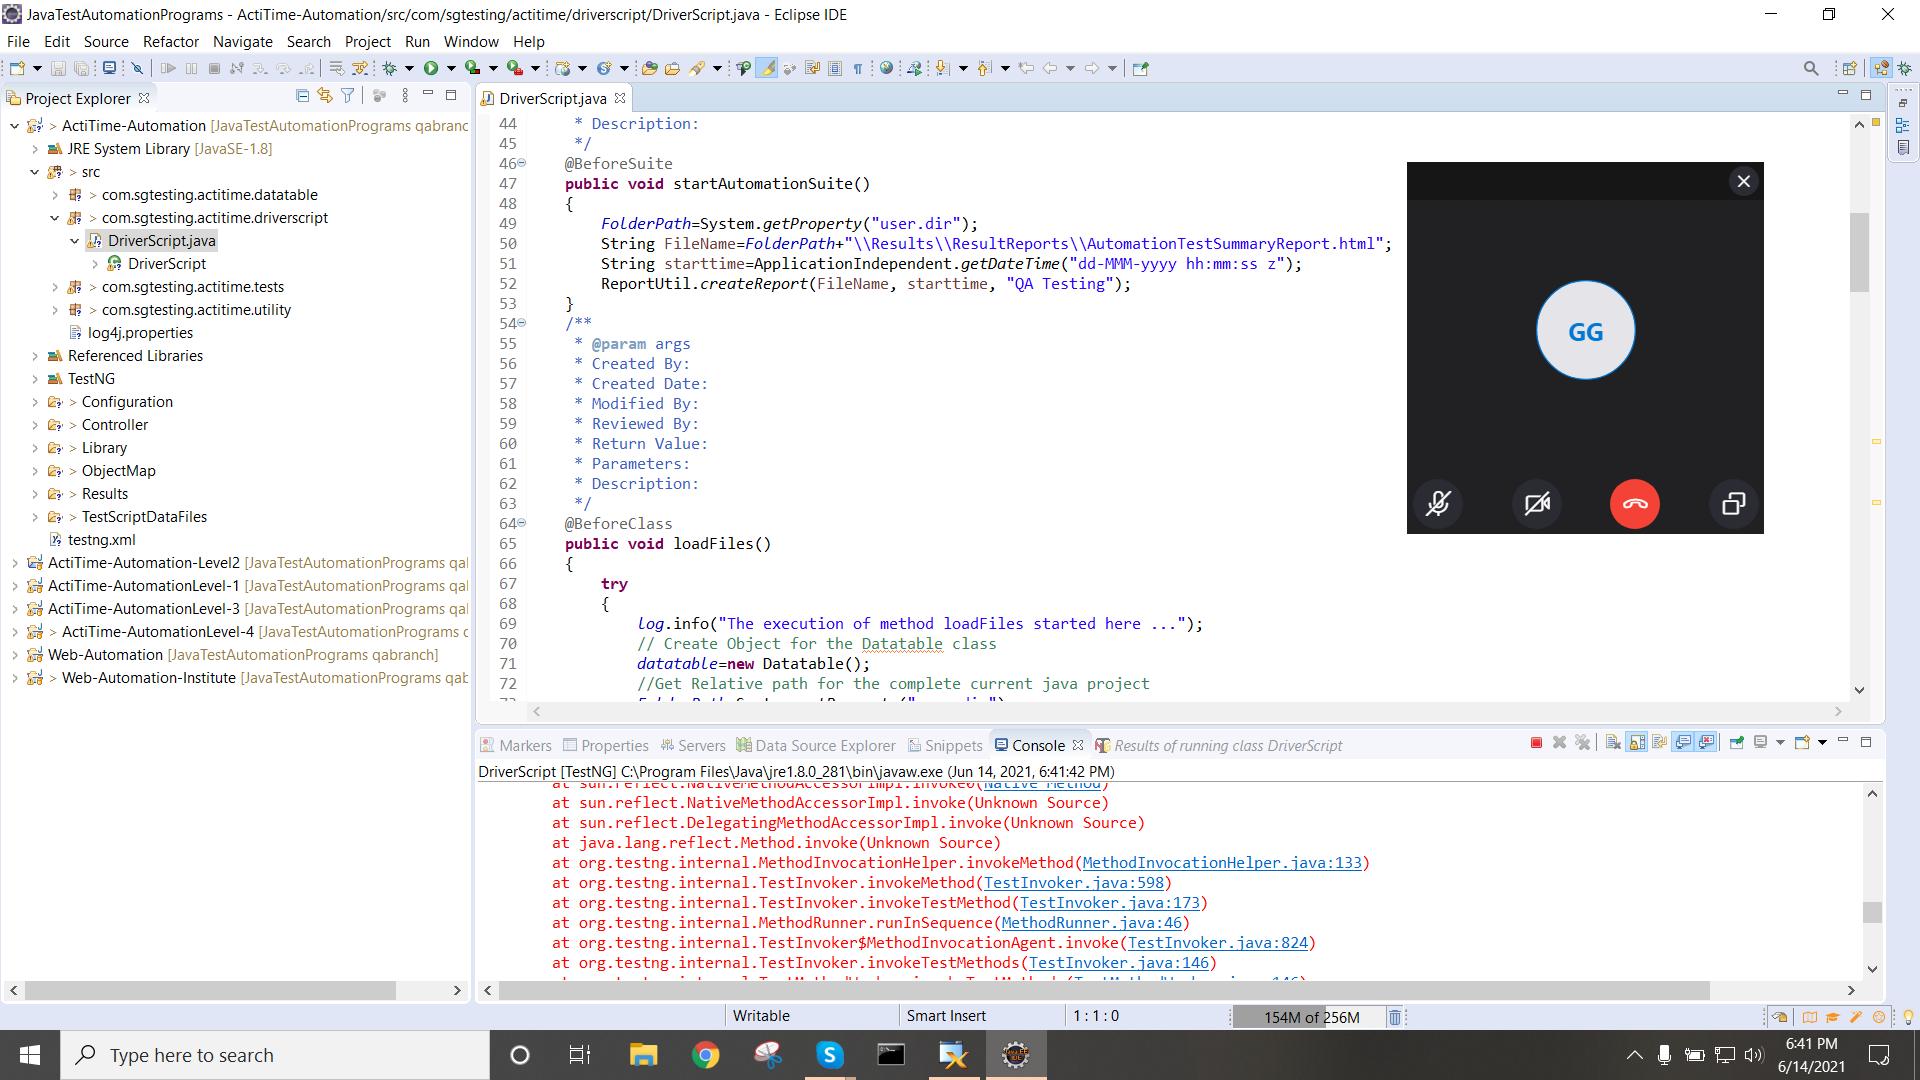 JavaTestAutomationPrograms - ActiTime-Automation/src/com/sgtesting/actitime/driverscript/DriverScript.java - Eclipse IDE
File Edit Source Refactor Navigate Search Project Run Window Help
Project Explorer
> ActiTime-Automation [JavaTestAutomationPrograms qabranc
JRE System Library [JavaSE-1.8]
> src
> com.sgtesting.actitime.datatable
> com.sgtesting.actitime.driverscript
DriverScript.java
DriverScript
> com.sgtesting.actitime.tests
> com.sgtesting.actitime.utility
log4j.properties
Referenced Libraries
TestNG
> Configuration
> Controller
> Library
> ObjectMap
> Results
> TestScriptDataFiles
testng.xml
ActiTime-Automation-Level2 [JavaTestAutomationPrograms qal
ActiTime-AutomationLevel-1 [JavaTestAutomationPrograms qal
ActiTime-AutomationLevel-3 [JavaTestAutomationPrograms qal
> ActiTime-AutomationLevel-4 [JavaTestAutomationPrograms c
Web-Automation [JavaTestAutomationPrograms qabranch]
> Web-Automation-Institute [JavaTestAutomationPrograms qab
DriverScript.java
44 * Description:
45 */
46 @BeforeSuite
47 public void startAutomationSuite()
48 {
49 FolderPath=System.getProperty("user.dir");
50 String FileName=FolderPath+"\\Results\\ResultReports\\AutomationTestSummaryReport.html";
51 String starttime=ApplicationIndependent.getDateTime("dd-MMM-yyyy hh:mm:ss z");
52 ReportUtil.createReport(FileName, starttime, "QA Testing");
53 }
54 /**
55 * @param args
56 * Created By:
57 * Created Date:
58 * Modified By:
59 * Reviewed By:
60 * Return Value:
61 * Parameters:
62 * Description:
63 */
64 @BeforeClass
65 public void loadFiles()
66 {
67 try
68 {
69 log.info("The execution of method loadFiles started here ...");
70 // Create Object for the Datatable class
71 datatable=new Datatable();
72 //Get Relative path for the complete current java project
GG
Markers Properties Servers Data Source Explorer Snippets Console Results of running class DriverScript
DriverScript [TestNG] C:\Program Files\Java\jre1.8.0_281\bin\javaw.exe (Jun 14, 2021, 6:41:42 PM)
at sun.reflect.NativeMethodAccessorImpl.invoke0(Native Method)
at sun.reflect.NativeMethodAccessorImpl.invoke(Unknown Source)
at sun.reflect.DelegatingMethodAccessorImpl.invoke(Unknown Source)
at java.lang.reflect.Method.invoke(Unknown Source)
at org.testng.internal.MethodInvocationHelper.invokeMethod(MethodInvocationHelper.java:133)
at org.testng.internal.TestInvoker.invokeMethod(TestInvoker.java:598)
at org.testng.internal.TestInvoker.invokeTestMethod(TestInvoker.java:173)
at org.testng.internal.MethodRunner.runInSequence(MethodRunner.java:46)
at org.testng.internal.TestInvoker$MethodInvocationAgent.invoke(TestInvoker.java:824)
at org.testng.internal.TestInvoker.invokeTestMethods(TestInvoker.java:146)
Writable Smart Insert 1 : 1 : 0 154M of 256M
Type here to search
6:41 PM
6/14/2021